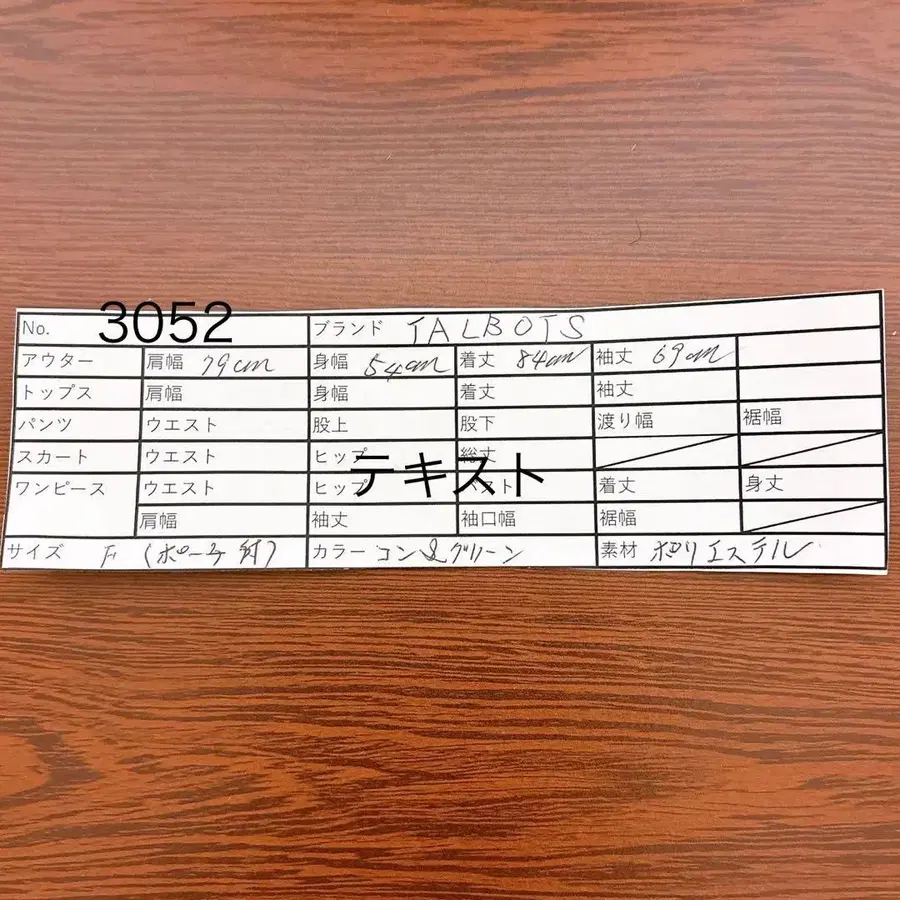 No. 3052 ブランド TALBOTS
アウター 肩幅 79cm 身幅 54cm 着丈 84cm 袖丈 69cm
トップス 肩幅 身幅 着丈 袖丈
パンツ ウエスト 股上 股下 渡り幅 裾幅
スカート ウエスト ヒップ 総丈
ワンピース ウエスト ヒップ 着丈 身丈
テキスト
肩幅 袖丈 袖口幅 裾幅
サイズ F (ポーチ付) カラー コン&グリーン 素材 ポリエステル